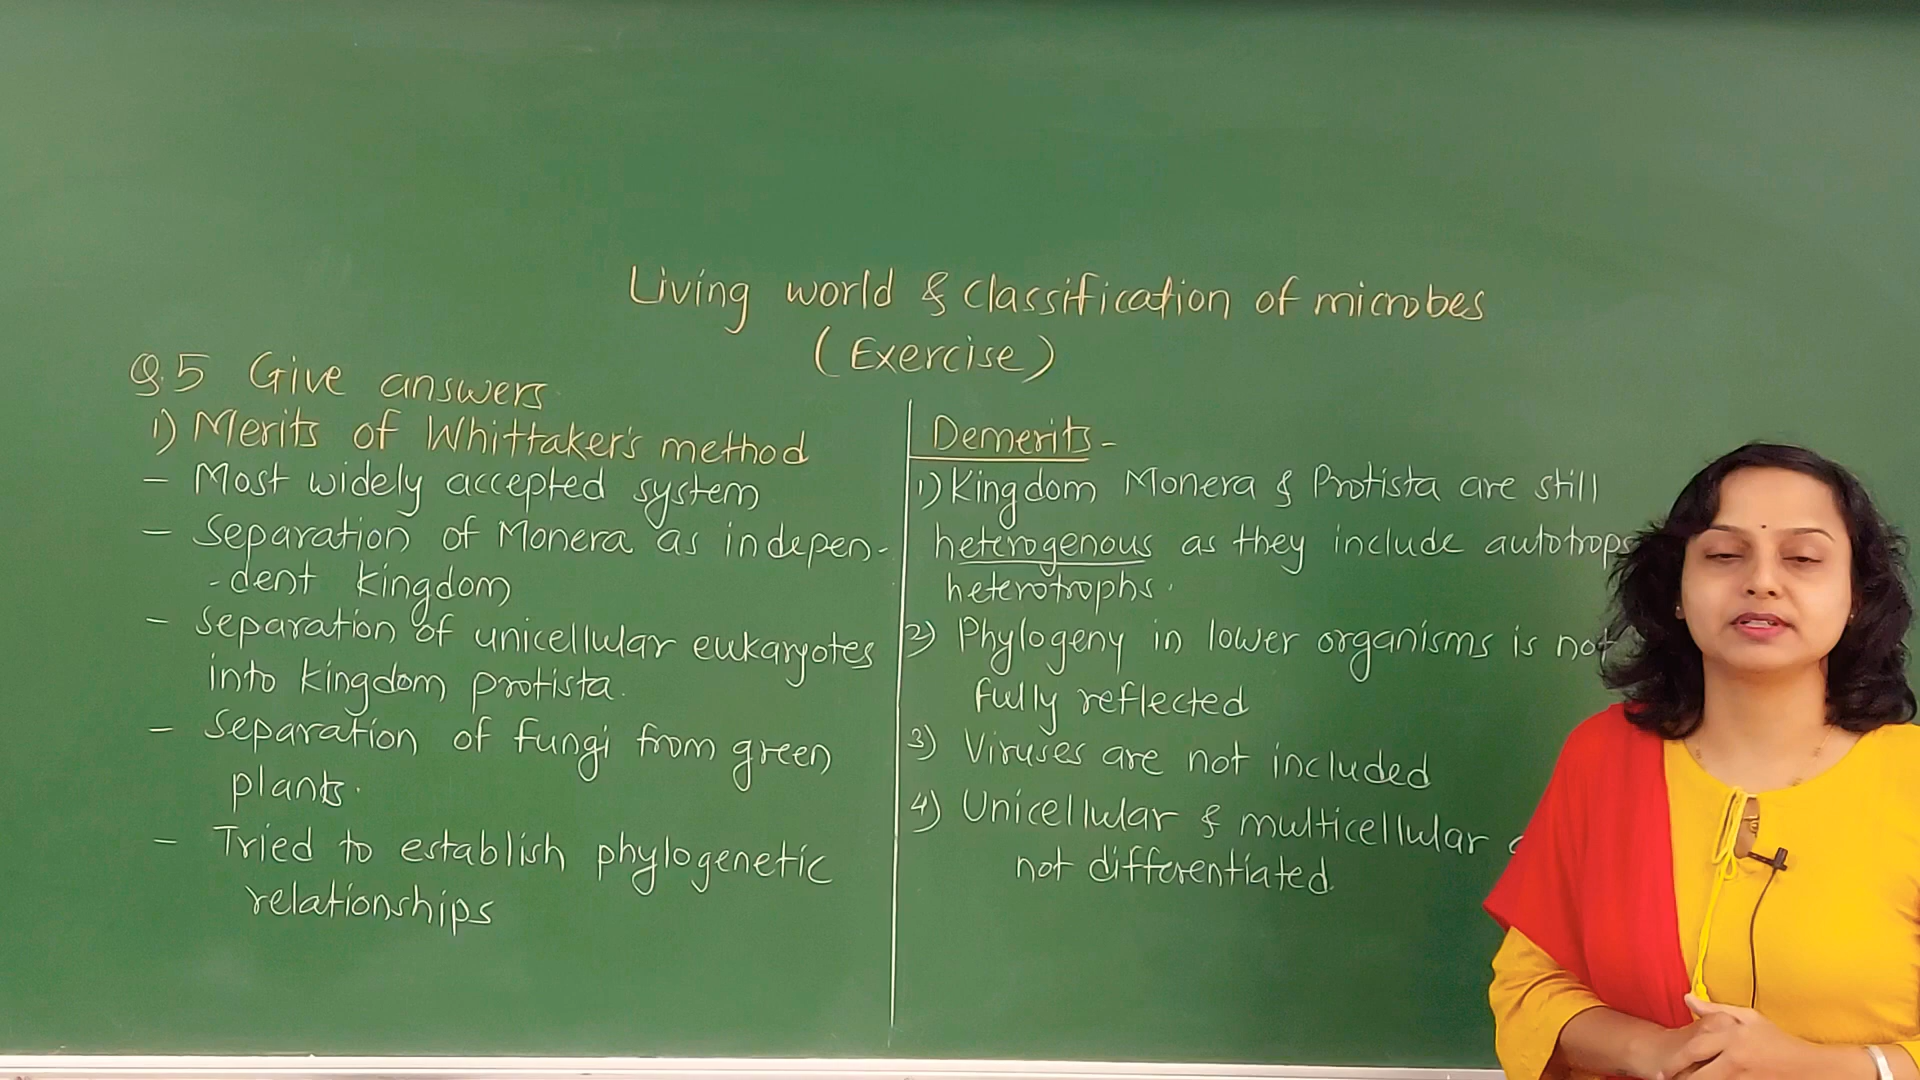 Living world & classification of microbes
(Exercise)
Q.5 Give answers
1) Merits of Whittaker's method
- Most widely accepted system
- Separation of Monera as indepen-
-dent kingdom
- Separation of unicellular eukaryotes
into kingdom protista.
- Separation of fungi from green
plants.
- Tried to establish phylogenetic
relationships
Demerits -
1) Kingdom Monera & Protista are still
heterogenous as they include autotrops
heterotrophs.
2) Phylogeny in lower organisms is not
fully reflected
3) Viruses are not included
4) Unicellular & multicellular
not differentiated.